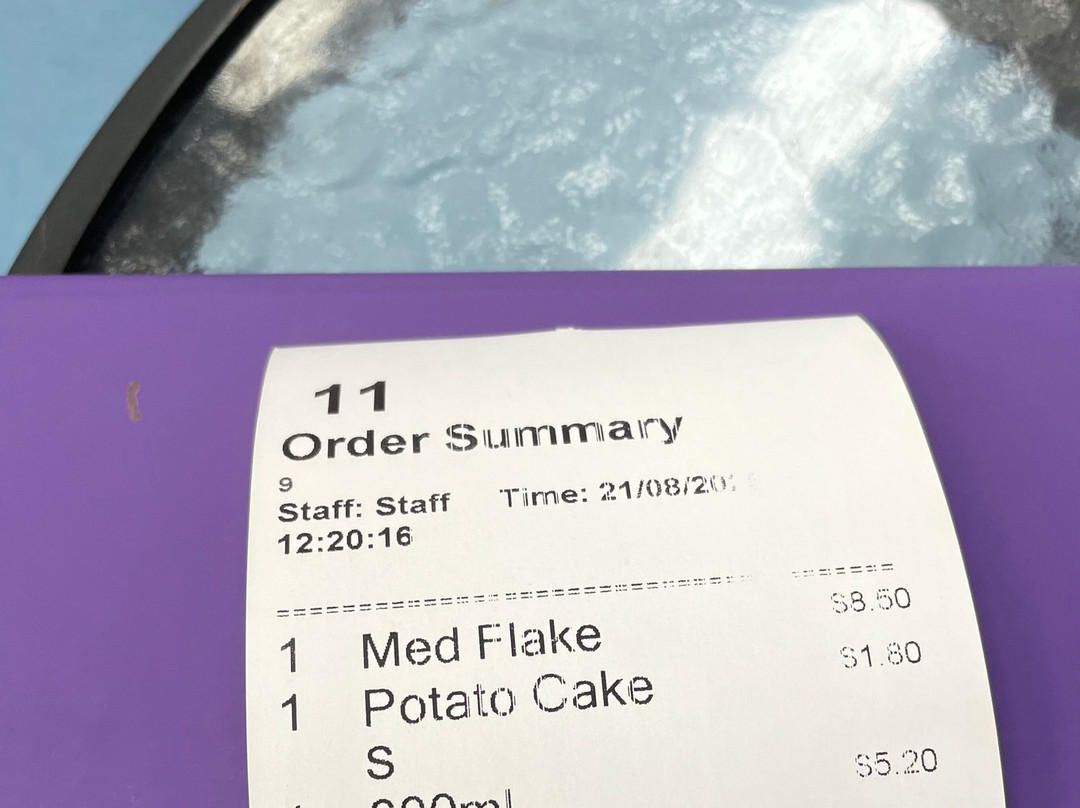 11
Order Summary
9
Staff: Staff Time: 21/08/20
12:20:16
==============================================
1 Med Flake $8.50
1 Potato Cake $1.80
S
$5.20